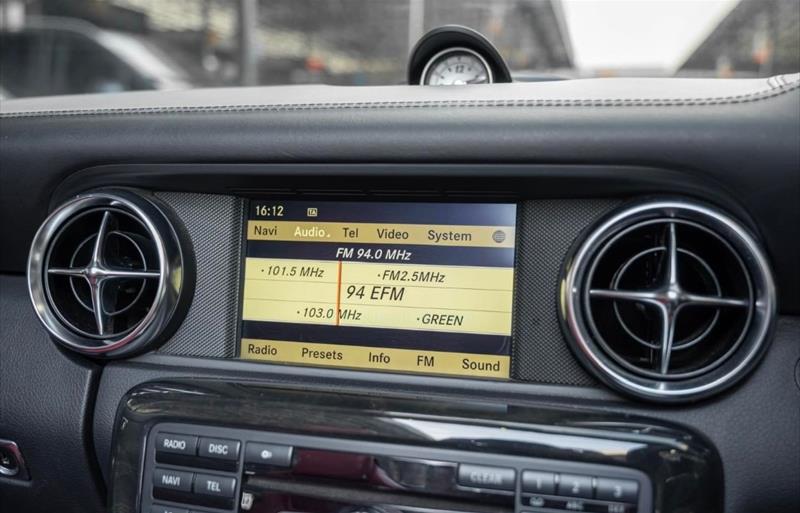 12
16:12 TA
Navi Audio. Tel Video System
FM 94.0 MHz
·101.5 MHz ·FM2.5MHz
94 EFM
·103.0 MHz ·GREEN
Radio Presets Info FM Sound
RADIO DISC
NAVI TEL
CLEAR 1 2 3